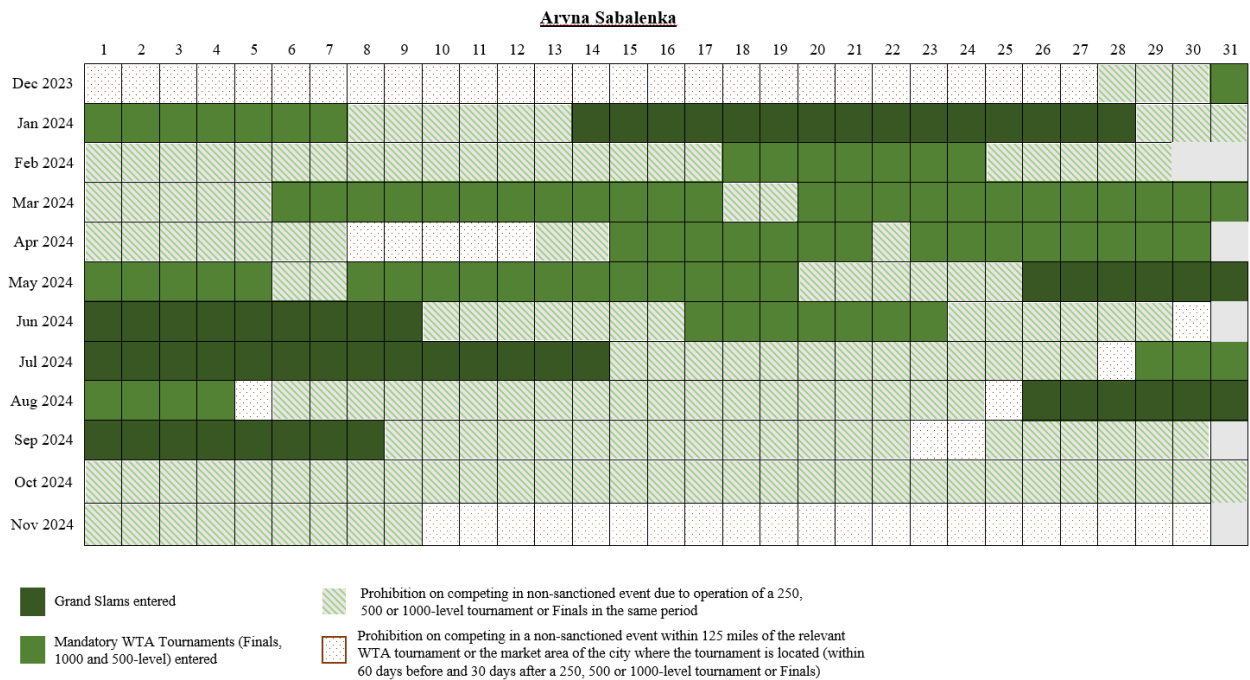 Aryna Sabalenka
1 2 3 4 5 6 7 8 9 10 11 12 13 14 15 16 17 18 19 20 21 22 23 24 25 26 27 28 29 30 31
Dec 2023
Jan 2024
Feb 2024
Mar 2024
Apr 2024
May 2024
Jun 2024
Jul 2024
Aug 2024
Sep 2024
Oct 2024
Nov 2024
Grand Slams entered
Prohibition on competing in non-sanctioned event due to operation of a 250,
500 or 1000-level tournament or Finals in the same period
Mandatory WTA Tournaments (Finals,
1000 and 500-level) entered
Prohibition on competing in a non-sanctioned event within 125 miles of the relevant
WTA tournament or the market area of the city where the tournament is located (within
60 days before and 30 days after a 250, 500 or 1000-level tournament or Finals)